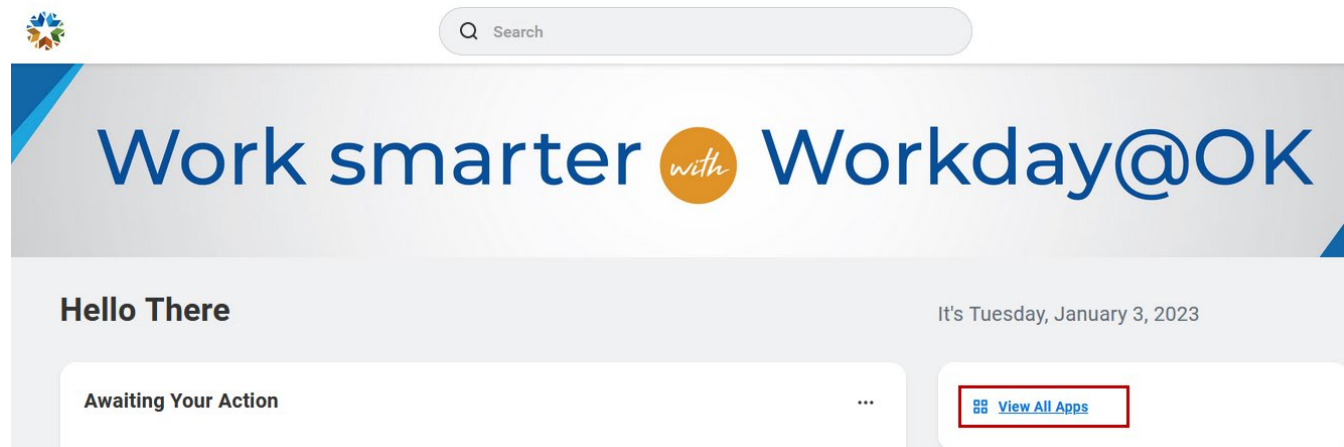 Search
Work smarter with Workday@OK
Hello There
It's Tuesday, January 3, 2023
Awaiting Your Action
...
View All Apps